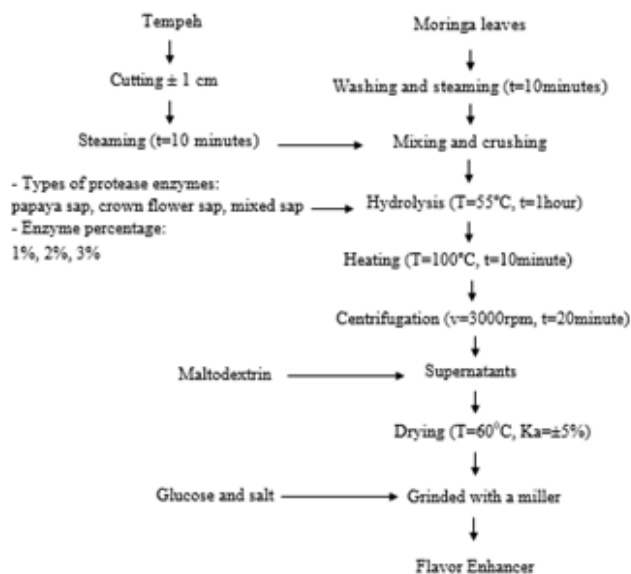 Tempeh
Moringa leaves
Cutting ± 1 cm
Washing and steaming (t=10minutes)
Steaming (t=10 minutes)
Mixing and crushing
- Types of protease enzymes:
papaya sap, crown flower sap, mixed sap
- Enzyme percentage:
1%, 2%, 3%
Hydrolysis (T=55°C, t=1hour)
Heating (T=100°C, t=10minute)
Centrifugation (v=3000rpm, t=20minute)
Maltodextrin
Supernatants
Drying (T=60⁰C, Ka=±5%)
Glucose and salt
Grinded with a miller
Flavor Enhancer